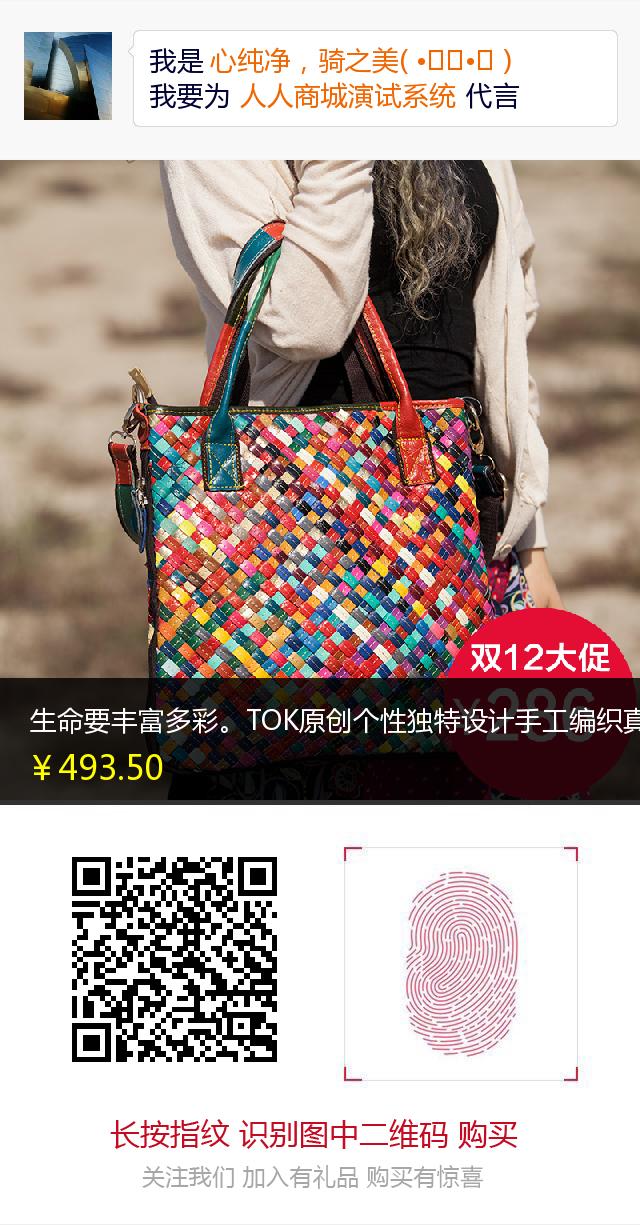 我是 心纯净，骑之美( •▯▯•▯ )
我要为 人人商城演试系统 代言
双12大促
生命要丰富多彩。TOK原创个性独特设计手工编织真
￥493.50
长按指纹 识别图中二维码 购买
关注我们 加入有礼品 购买有惊喜